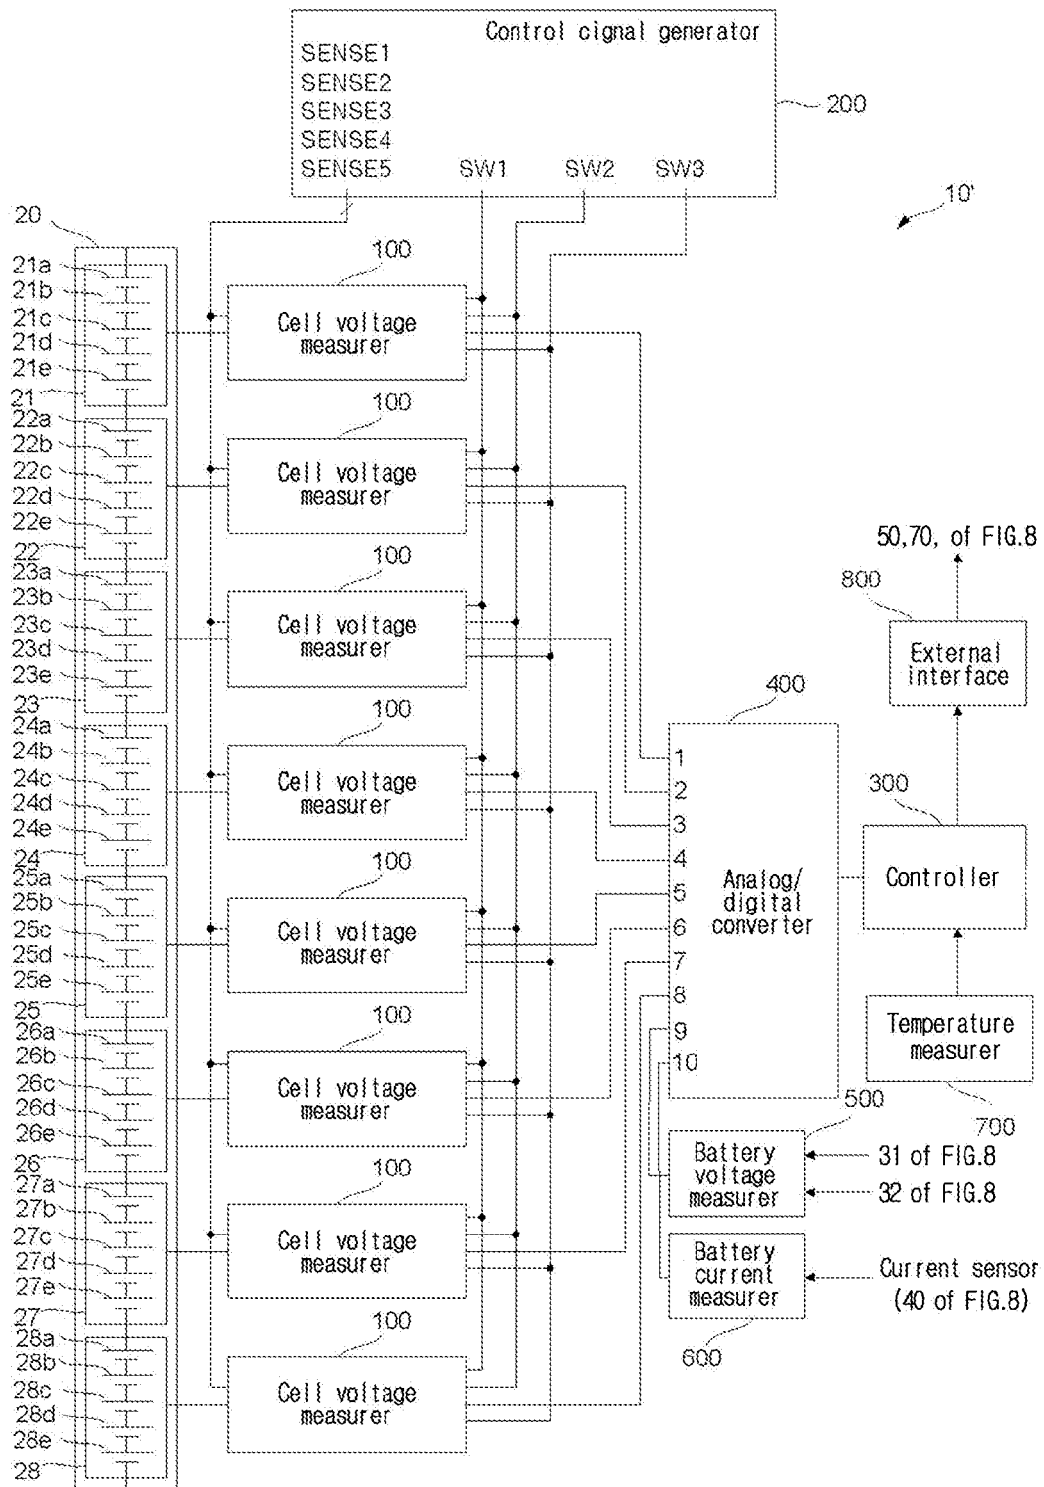 Control cignal generator
SENSE1
SENSE2
SENSE3
SENSE4
SENSE5
SW1
SW2
SW3
200
10'
20
21a
21b
21c
21d
21e
21
22a
22b
22c
22d
22e
22
23a
23b
23c
23d
23e
23
24a
24b
24c
24d
24e
24
25a
25b
25c
25d
25e
25
26a
26b
26c
26d
26e
26
27a
27b
27c
27d
27e
27
28a
28b
28c
28d
28e
28
100
Cell voltage
measurer
100
Cell voltage
measurer
100
Cell voltage
measurer
100
Cell voltage
measurer
100
Cell voltage
measurer
100
Cell voltage
measurer
100
Cell voltage
measurer
100
Cell voltage
measurer
400
1
2
3
4
5
6
7
8
9
10
Analog/
digital
converter
50,70, of FIG.8
800
External
interface
300
Controller
Temperature
measurer
700
500
Battery
voltage
measurer
31 of FIG.8
32 of FIG.8
Battery
current
measurer
600
Current sensor
(40 of FIG.8)